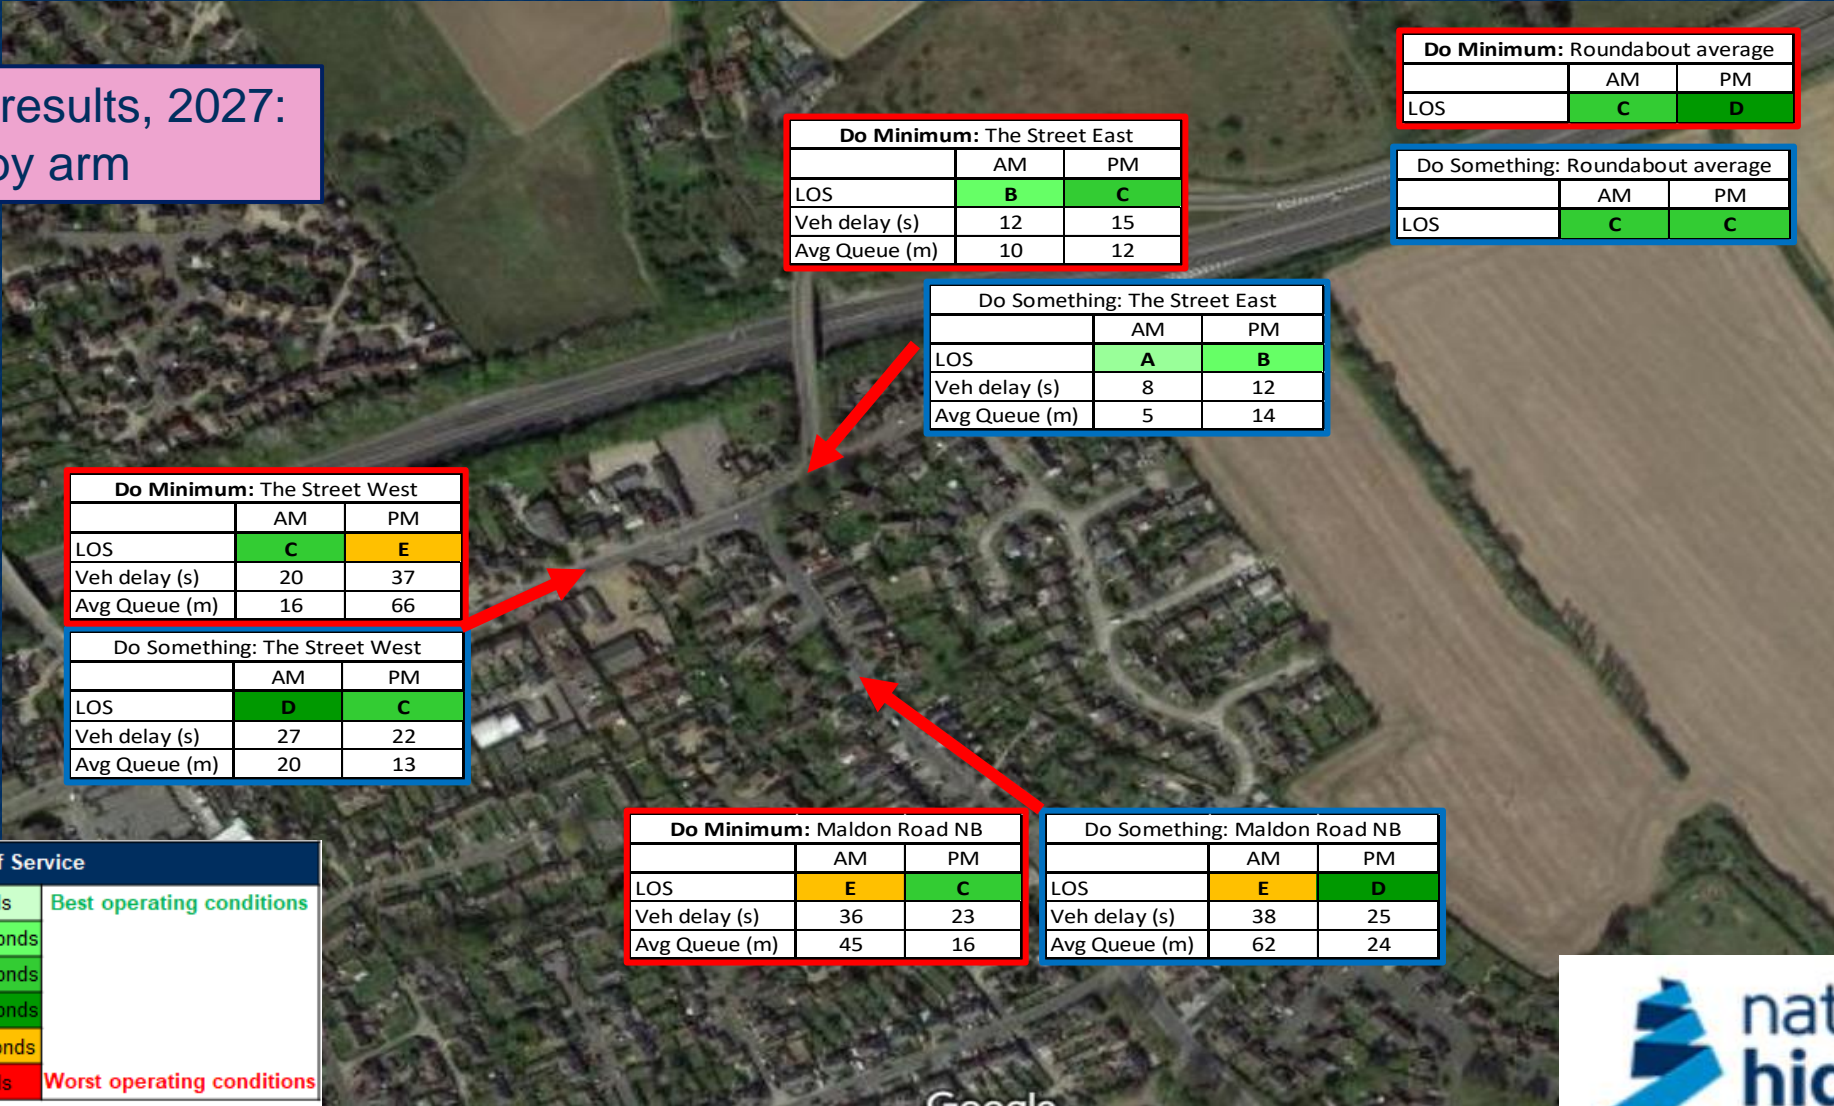 results, 2027:
by arm
Do Minimum: Roundabout average
AM PM
LOS C D
Do Something: Roundabout average
AM PM
LOS C C
Do Minimum: The Street East
AM PM
LOS B C
Veh delay (s) 12 15
Avg Queue (m) 10 12
Do Something: The Street East
AM PM
LOS A B
Veh delay (s) 8 12
Avg Queue (m) 5 14
Do Minimum: The Street West
AM PM
LOS C E
Veh delay (s) 20 37
Avg Queue (m) 16 66
Do Something: The Street West
AM PM
LOS D C
Veh delay (s) 27 22
Avg Queue (m) 20 13
Do Minimum: Maldon Road NB
AM PM
LOS E C
Veh delay (s) 36 23
Avg Queue (m) 45 16
Do Something: Maldon Road NB
AM PM
LOS E D
Veh delay (s) 38 25
Avg Queue (m) 62 24
Service
Best operating conditions
Worst operating conditions
Google